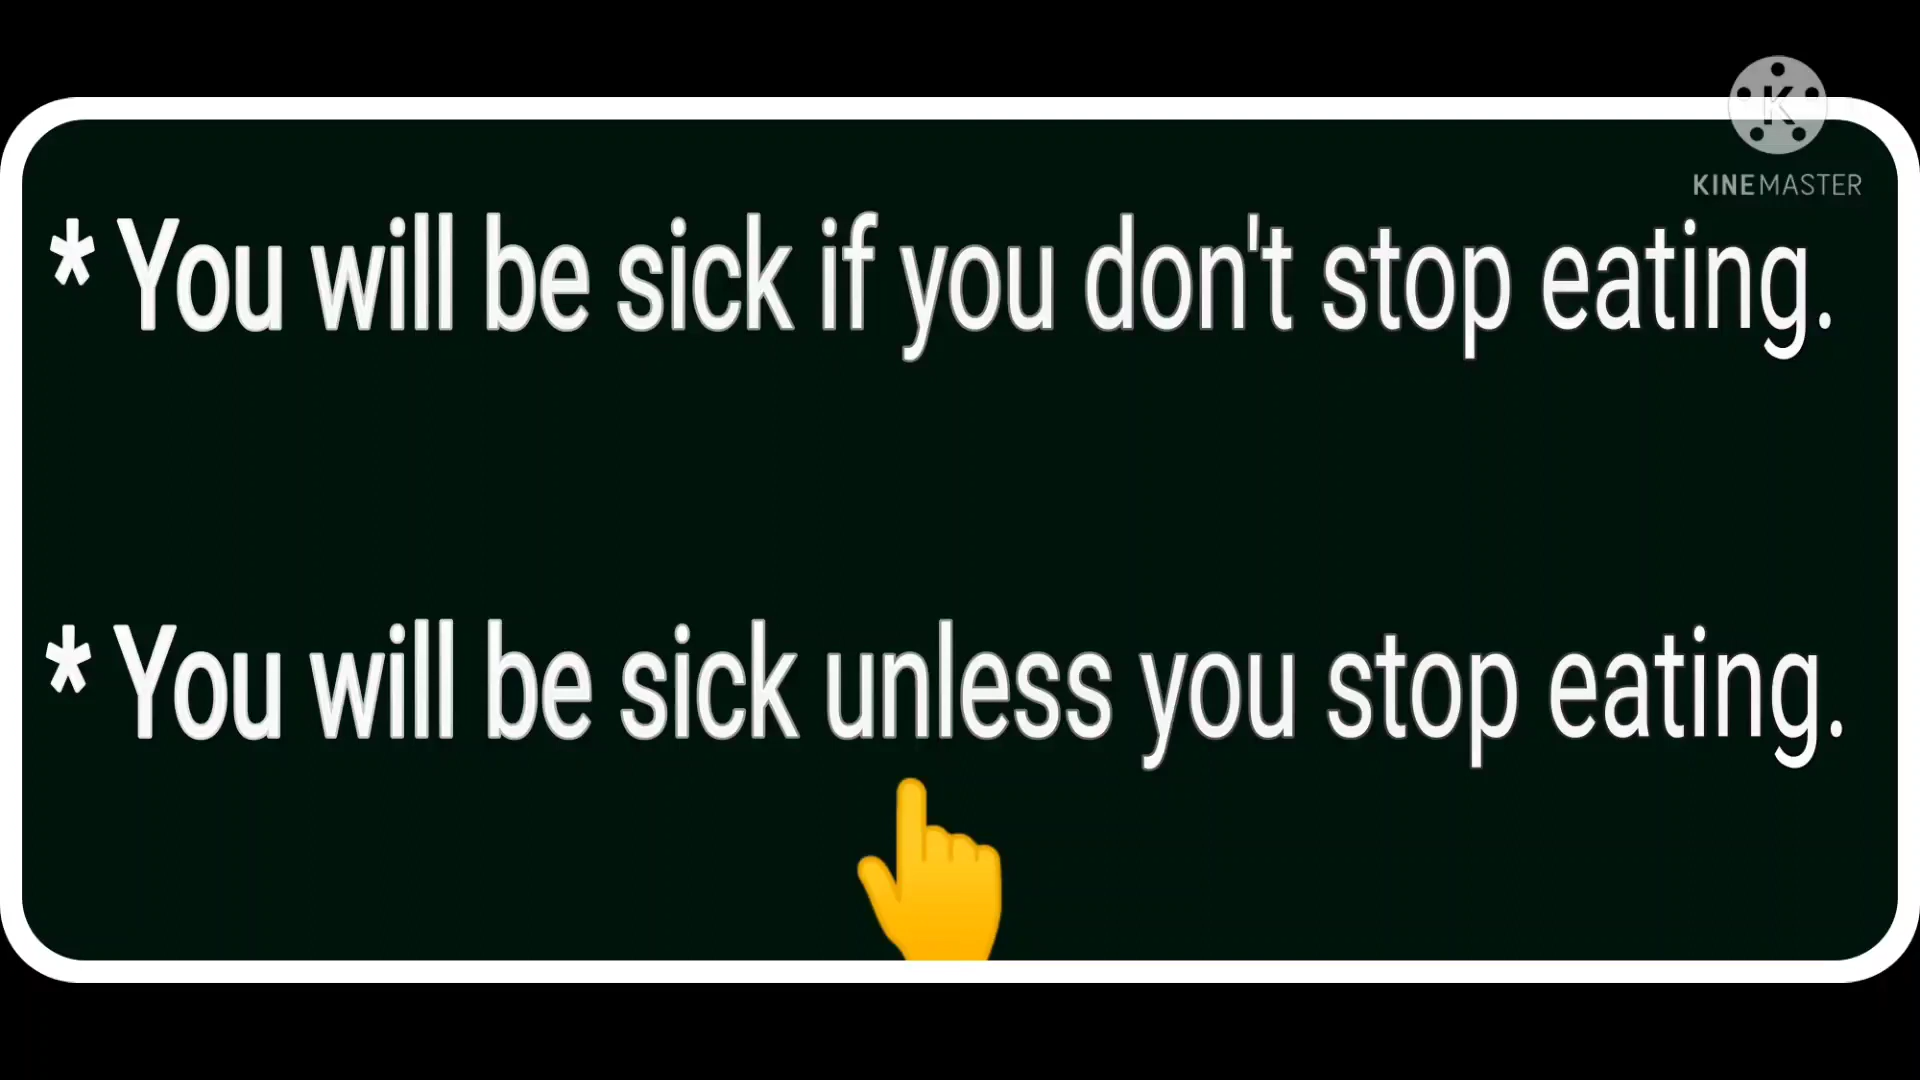 K
KINEMASTER
* You will be sick if you don't stop eating.
* You will be sick unless you stop eating.